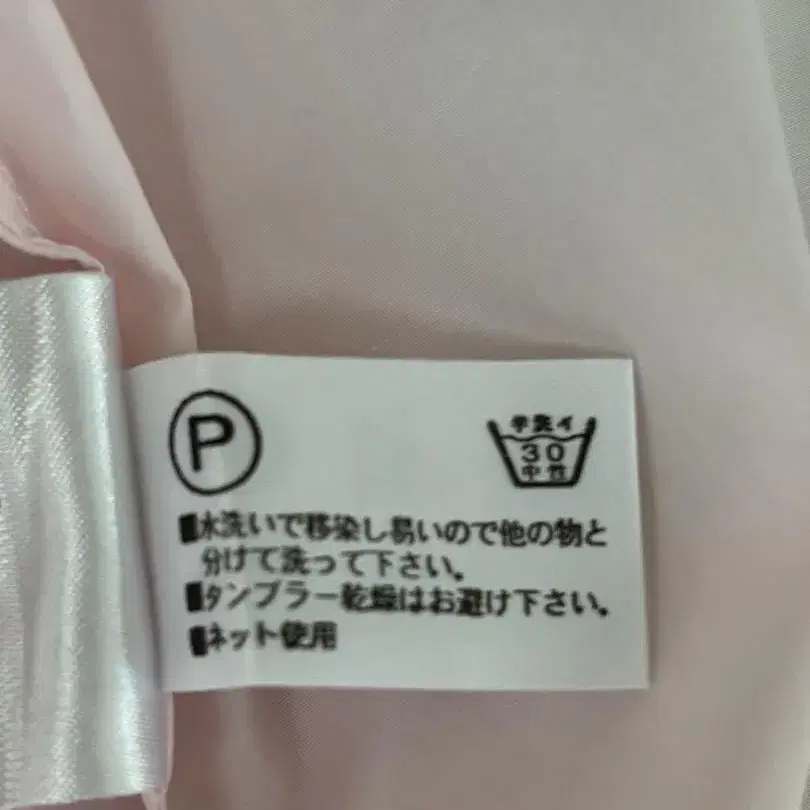 P
手洗イ
30
中性
■水洗いで移染し易いので他の物と
分けて洗って下さい。
■タンブラー乾燥はお避け下さい。
■ネット使用